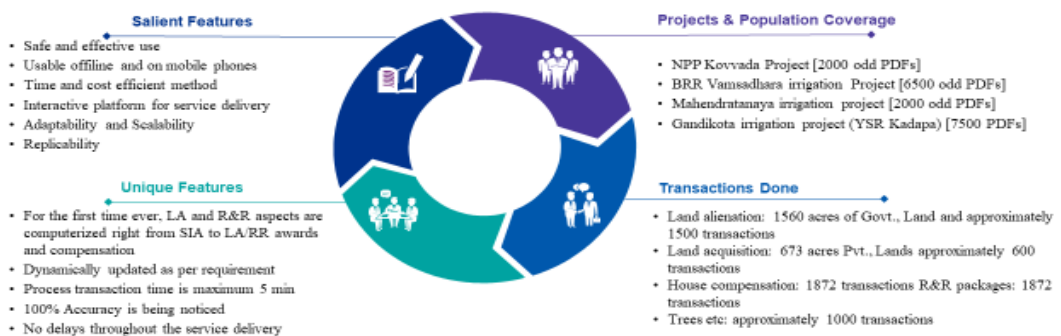 Salient Features
• Safe and effective use
• Usable offiline and on mobile phones
• Time and cost efficient method
• Interactive platform for service delivery
• Adaptability and Scalability
• Replicability
Projects & Population Coverage
• NPP Kovvada Project [2000 odd PDFs]
• BRR Vamsadhara irrigation Project [6500 odd PDFs]
• Mahendratanaya irrigation project [2000 odd PDFs]
• Gandikota irrigation project (YSR Kadapa) [7500 PDFs]
Unique Features
• For the first time ever, LA and R&R aspects are
computerized right from SIA to LA/RR awards
and compensation
• Dynamically updated as per requirement
• Process transaction time is maximum 5 min
• 100% Accuracy is being noticed
• No delays throughout the service delivery
Transactions Done
• Land alienation: 1560 acres of Govt., Land and approximately
1500 transactions
• Land acquisition: 673 acres Pvt., Lands approximately 600
transactions
• House compensation: 1872 transactions R&R packages: 1872
transactions
• Trees etc: approximately 1000 transactions